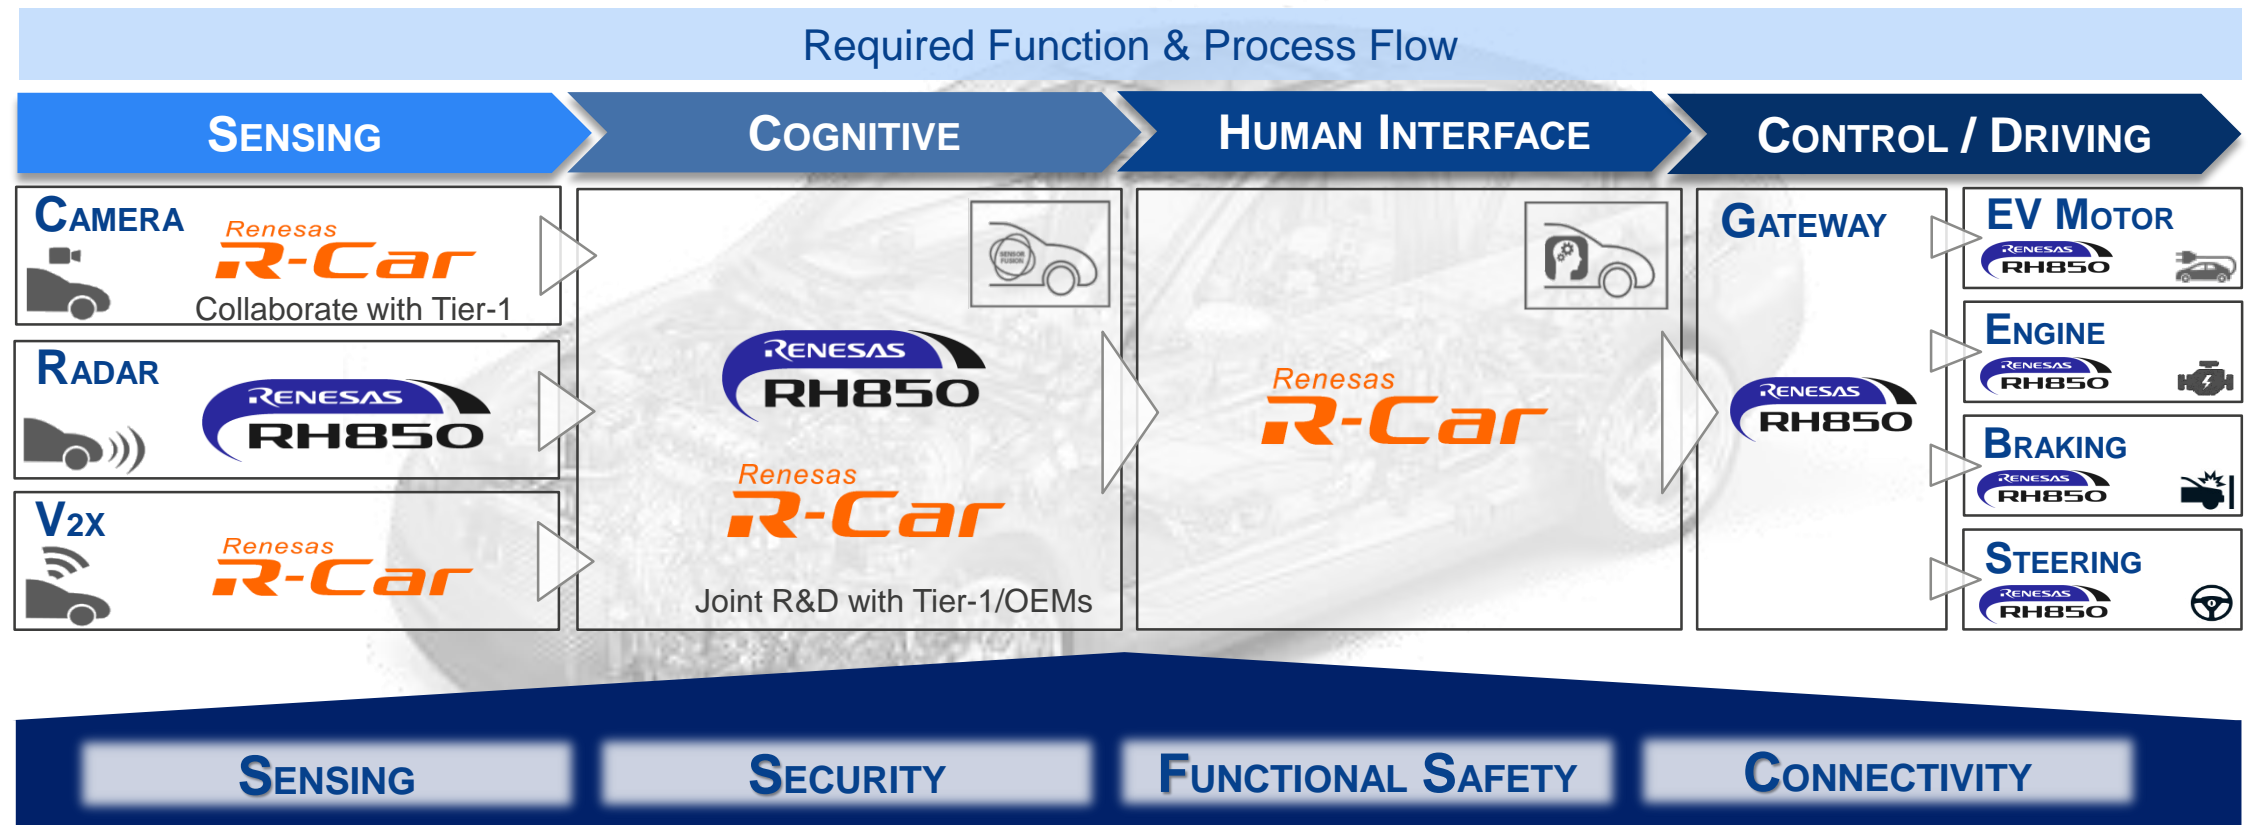 Required Function & Process Flow
SENSING
COGNITIVE
HUMAN INTERFACE
CONTROL / DRIVING
CAMERA
Renesas
R-Car
Collaborate with Tier-1
RADAR
RENESAS
RH850
V2X
Renesas
R-Car
SENSOR
FUSION
RENESAS
RH850
Renesas
R-Car
Joint R&D with Tier-1/OEMs
Renesas
R-Car
GATEWAY
RENESAS
RH850
EV MOTOR
RENESAS
RH850
ENGINE
RENESAS
RH850
BRAKING
RENESAS
RH850
STEERING
RENESAS
RH850
SENSING
SECURITY
FUNCTIONAL SAFETY
CONNECTIVITY